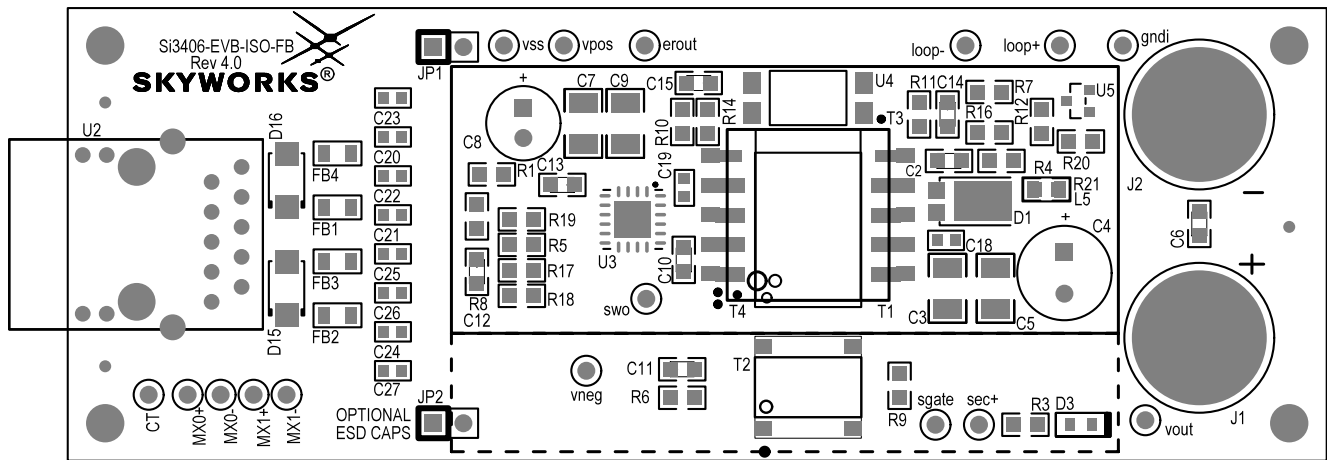 Si3406-EVB-ISO-FB
Rev 4.0
SKYWORKS®
JP1
vss
vpos
erout
loop-
loop+
gndi
U2
D16
FB4
FB1
FB3
FB2
D15
C23
C20
C22
C21
C25
C26
C24
C27
+
C8
C7
C9
C15
R10
R14
U4
T3
R11
C14
R16
R7
R12
U5
R20
R1
C13
C19
C2
R4
R21
L5
D1
J2
-
R19
R5
R17
R18
R8
C12
U3
C10
swo
T4
T1
C18
+
C4
C3
C5
C6
+
J1
vneg
C11
R6
T2
R9
sgate
sec+
R3
D3
vout
CT
MX0+
MX0-
MX1+
MX1-
OPTIONAL
ESD CAPS
JP2